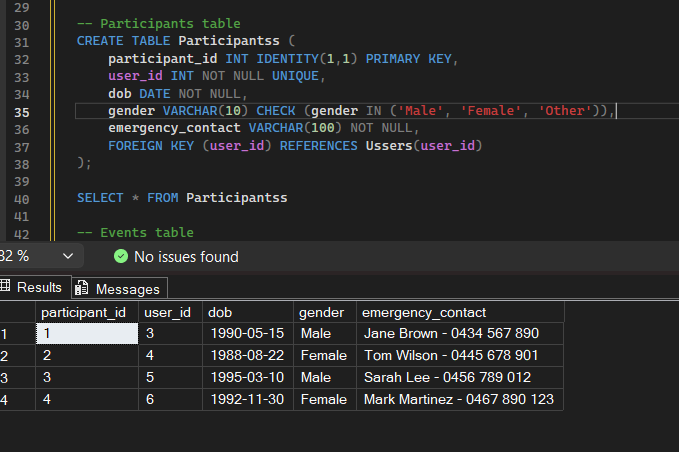 29
30 -- Participants table
31 CREATE TABLE Participantss (
32 participant_id INT IDENTITY(1,1) PRIMARY KEY,
33 user_id INT NOT NULL UNIQUE,
34 dob DATE NOT NULL,
35 gender VARCHAR(10) CHECK (gender IN ('Male', 'Female', 'Other')),
36 emergency_contact VARCHAR(100) NOT NULL,
37 FOREIGN KEY (user_id) REFERENCES Ussers(user_id)
38 );
39
40 SELECT * FROM Participantss
41
42 -- Events table
82 % No issues found
Results Messages
participant_id user_id dob gender emergency_contact
1 1 3 1990-05-15 Male Jane Brown - 0434 567 890
2 2 4 1988-08-22 Female Tom Wilson - 0445 678 901
3 3 5 1995-03-10 Male Sarah Lee - 0456 789 012
4 4 6 1992-11-30 Female Mark Martinez - 0467 890 123